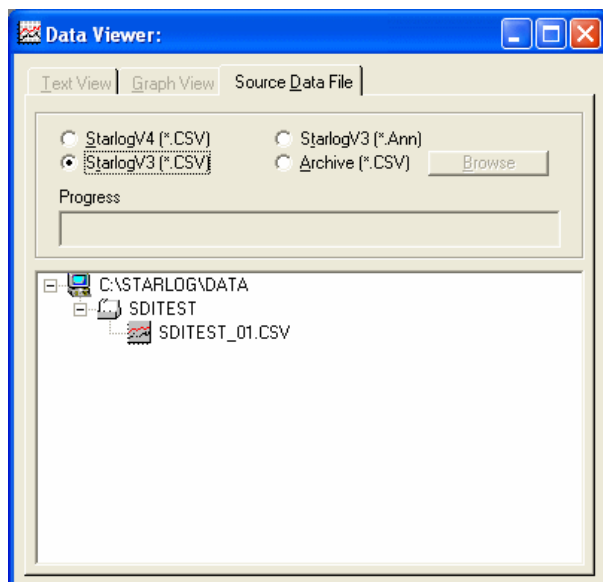 Data Viewer:
Text View Graph View Source Data File
StarlogV4 (*.CSV) StarlogV3 (*.Ann)
StarlogV3 (*.CSV) Archive (*.CSV) Browse
Progress
C:\STARLOG\DATA
SDITEST
SDITEST_01.CSV